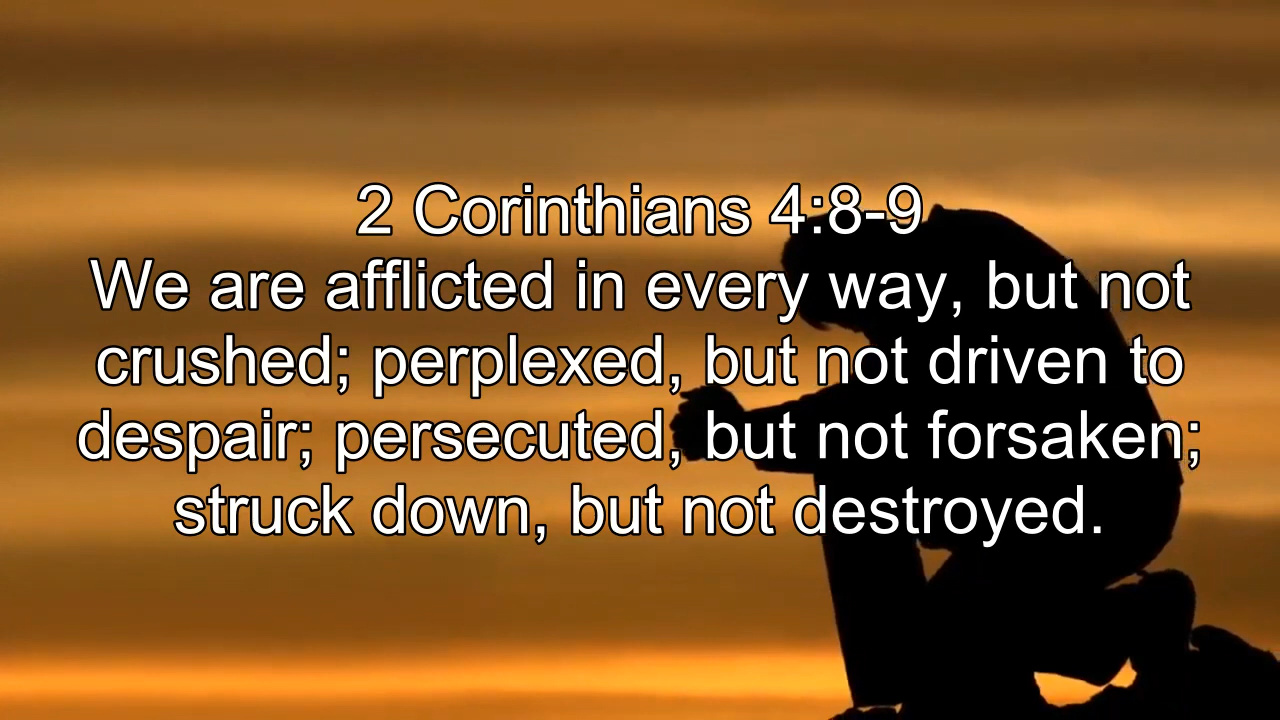 2 Corinthians 4:8-9
We are afflicted in every way, but not
crushed; perplexed, but not driven to
despair; persecuted, but not forsaken;
struck down, but not destroyed.